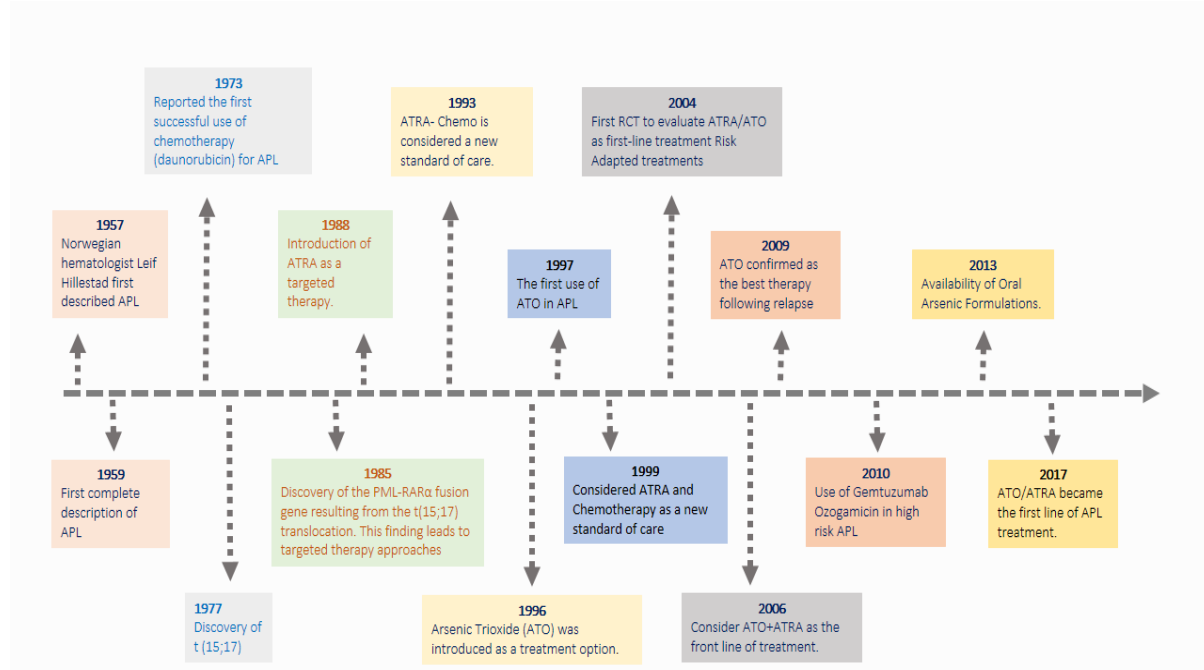 1973
Reported the first
successful use of
chemotherapy
(daunorubicin) for APL
1993
ATRA- Chemo is
considered a new
standard of care.
2004
First RCT to evaluate ATRA/ATO
as first-line treatment Risk
Adapted treatments
1957
Norwegian
hematologist Leif
Hillestad first
described APL
1988
Introduction of
ATRA as a
targeted
therapy.
1997
The first use of
ATO in APL
2009
ATO confirmed as
the best therapy
following relapse
2013
Availability of Oral
Arsenic Formulations.
1959
First complete
description of
APL
1985
Discovery of the PML-RARα fusion
gene resulting from the t(15;17)
translocation. This finding leads to
targeted therapy approaches
1999
Considered ATRA and
Chemotherapy as a new
standard of care
2010
Use of Gemtuzumab
Ozogamicin in high
risk APL
2017
ATO/ATRA became
the first line of APL
treatment.
1977
Discovery of
t (15;17)
1996
Arsenic Trioxide (ATO) was
introduced as a treatment option.
2006
Consider ATO+ATRA as the
front line of treatment.